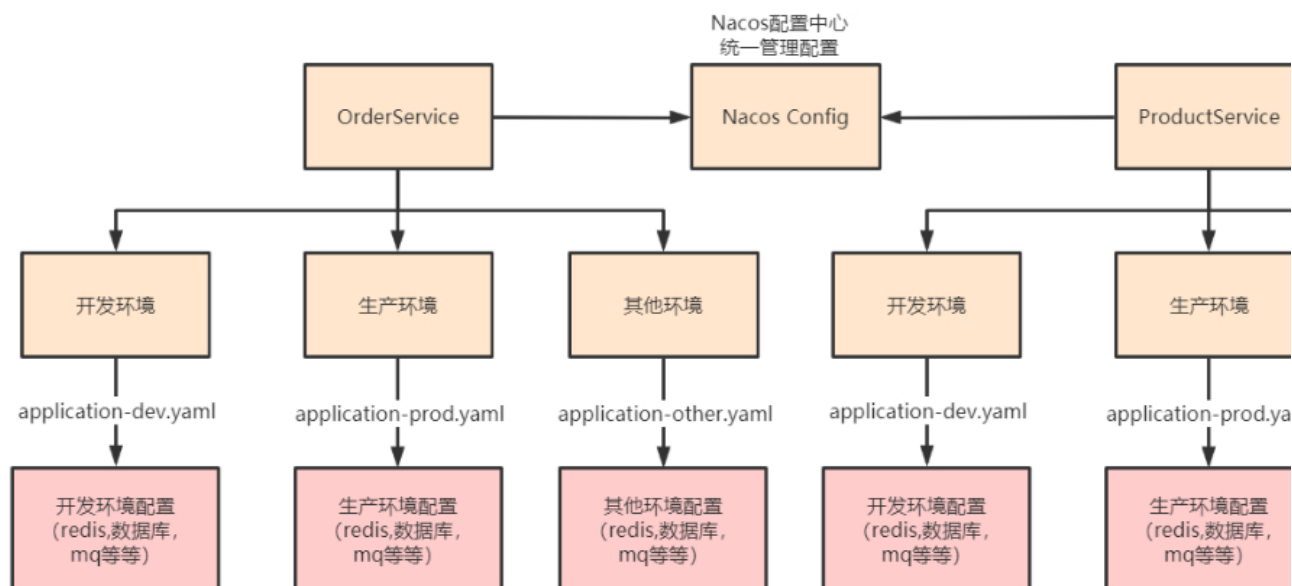 Nacos配置中心
统一管理配置
OrderService
Nacos Config
ProductService
开发环境
生产环境
其他环境
开发环境
生产环境
application-dev.yaml
application-prod.yaml
application-other.yaml
application-dev.yaml
application-prod.ya
开发环境配置
（redis,数据库，
mq等等）
生产环境配置
（redis,数据库，
mq等等）
其他环境配置
（redis,数据库，
mq等等）
开发环境配置
（redis,数据库，
mq等等）
生产环境配置
（redis,数据库，
mq等等）